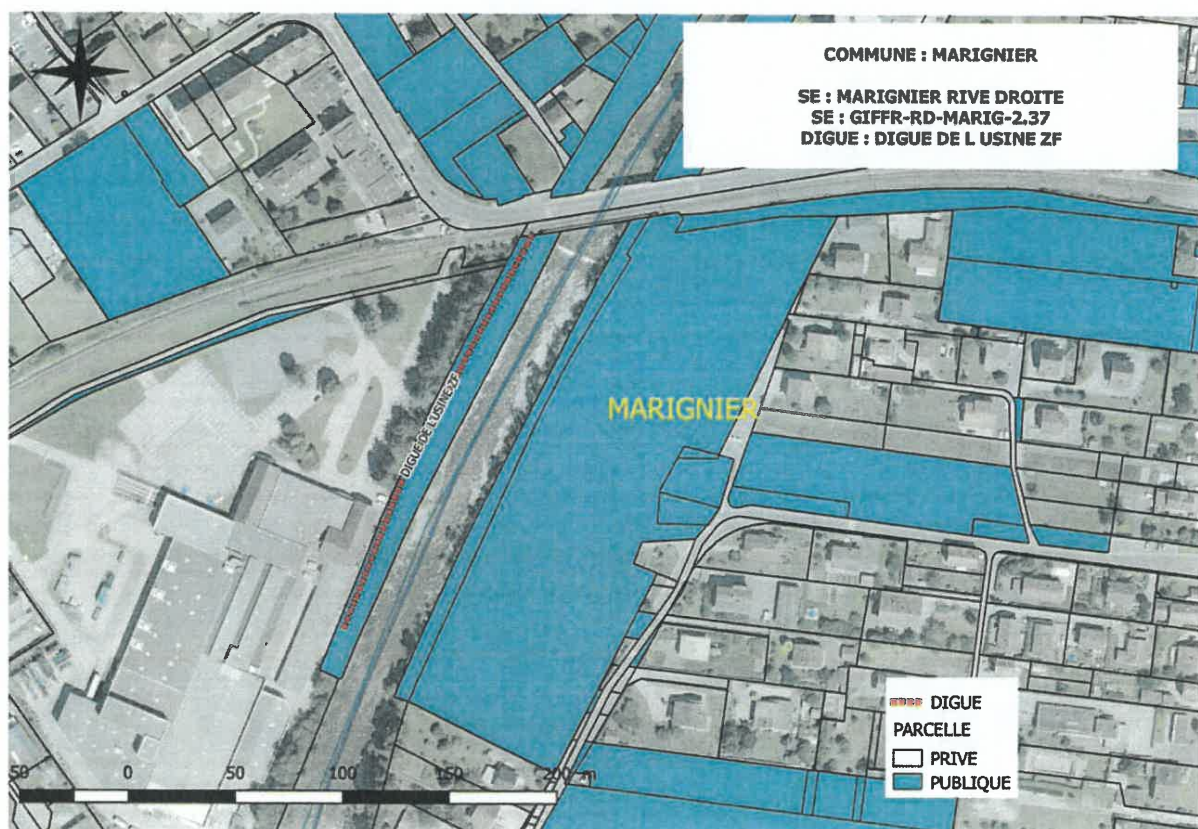 COMMUNE : MARIGNIER
SE : MARIGNIER RIVE DROITE
SE : GIFFR-RD-MARIG-2.37
DIGUE : DIGUE DE L USINE ZF
DIGUE DE L'USINE ZF
MARIGNIER
DIGUE
PARCELLE
PRIVE
PUBLIQUE
50 0 50 100 150 200 m